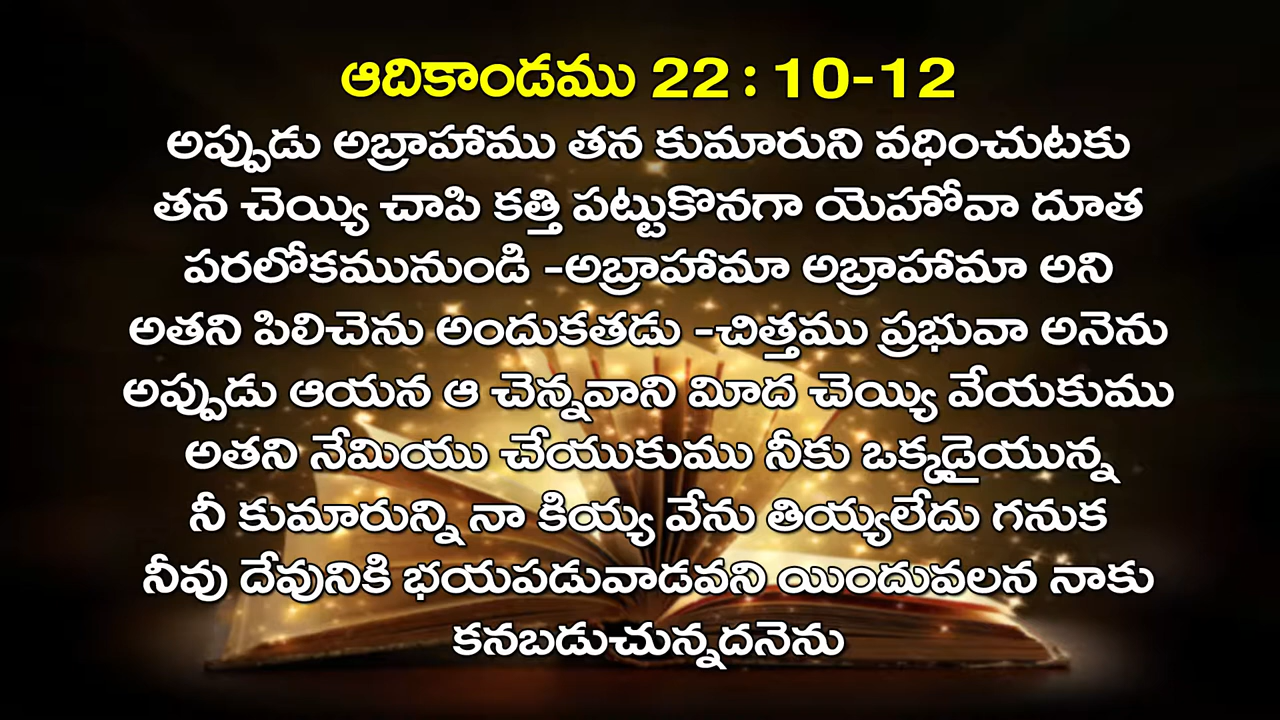 ఆదికాండము 22 : 10-12
అప్పుడు అబ్రాహాము తన కుమారుని వధించుటకు
తన చెయ్యి చాపి కత్తి పట్టుకొనగా యెహోవా దూత
పరలోకమునుండి -అబ్రాహామా అబ్రాహామా అని
అతని పిలిచెను అందుకతడు -చిత్తము ప్రభువా అనెను
అప్పుడు ఆయన ఆ చెన్నవాని మీద చెయ్యి వేయకుము
అతని నేమియు చేయుకుము నీకు ఒక్కడైయున్న
నీ కుమారున్ని నా కియ్య వేను తియ్యలేదు గనుక
నీవు దేవునికి భయపడువాడవని యిందువలన నాకు
కనబడుచున్నదనెను